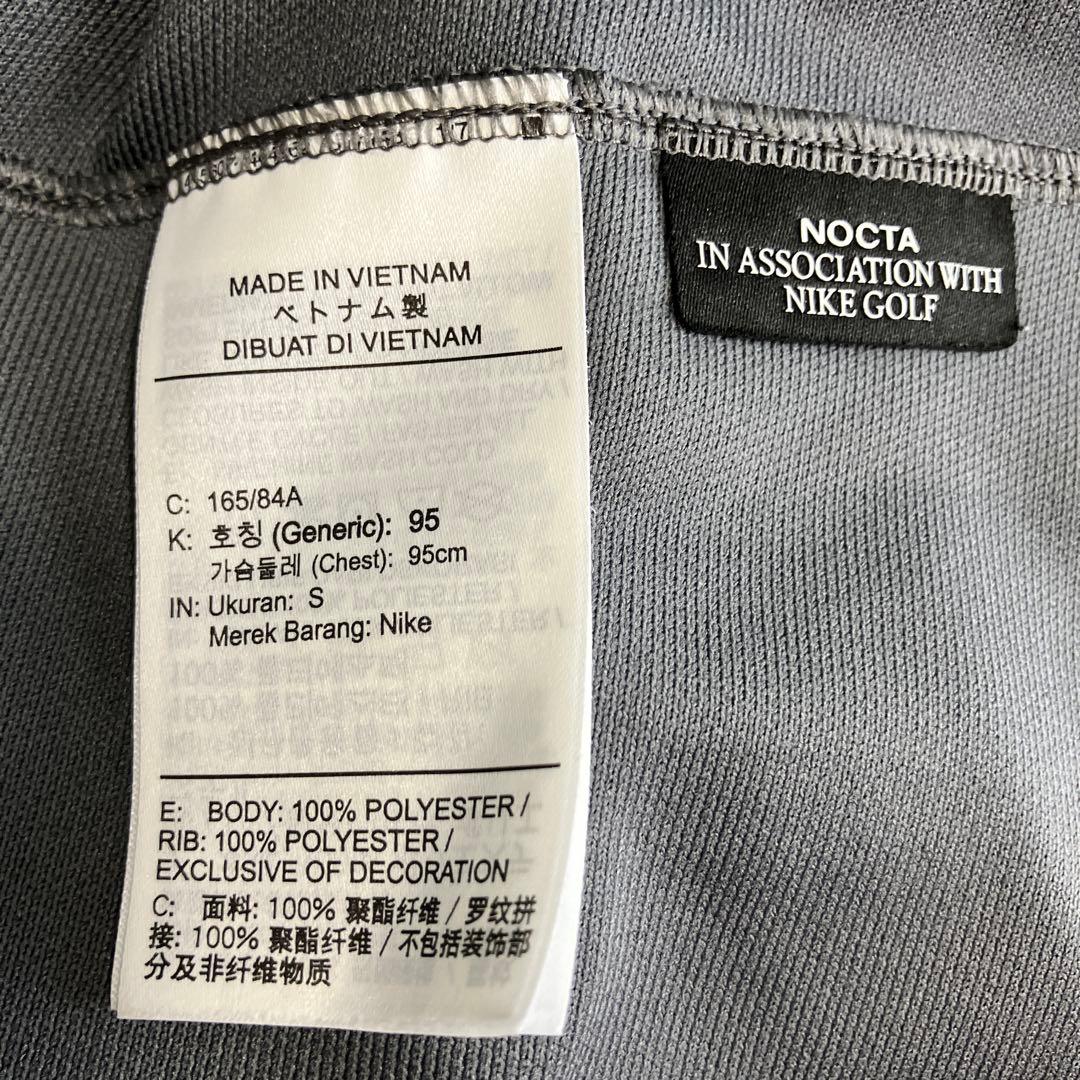 MADE IN VIETNAM
ベトナム製
DIBUAT DI VIETNAM
C: 165/84A
K: 호칭 (Generic): 95
가슴둘레 (Chest): 95cm
IN: Ukuran: S
Merek Barang: Nike
E: BODY: 100% POLYESTER /
RIB: 100% POLYESTER /
EXCLUSIVE OF DECORATION
C: 面料: 100% 聚酯纤维 / 罗纹拼
接: 100% 聚酯纤维 / 不包括装饰部
分及非纤维物质
NOCTA
IN ASSOCIATION WITH
NIKE GOLF